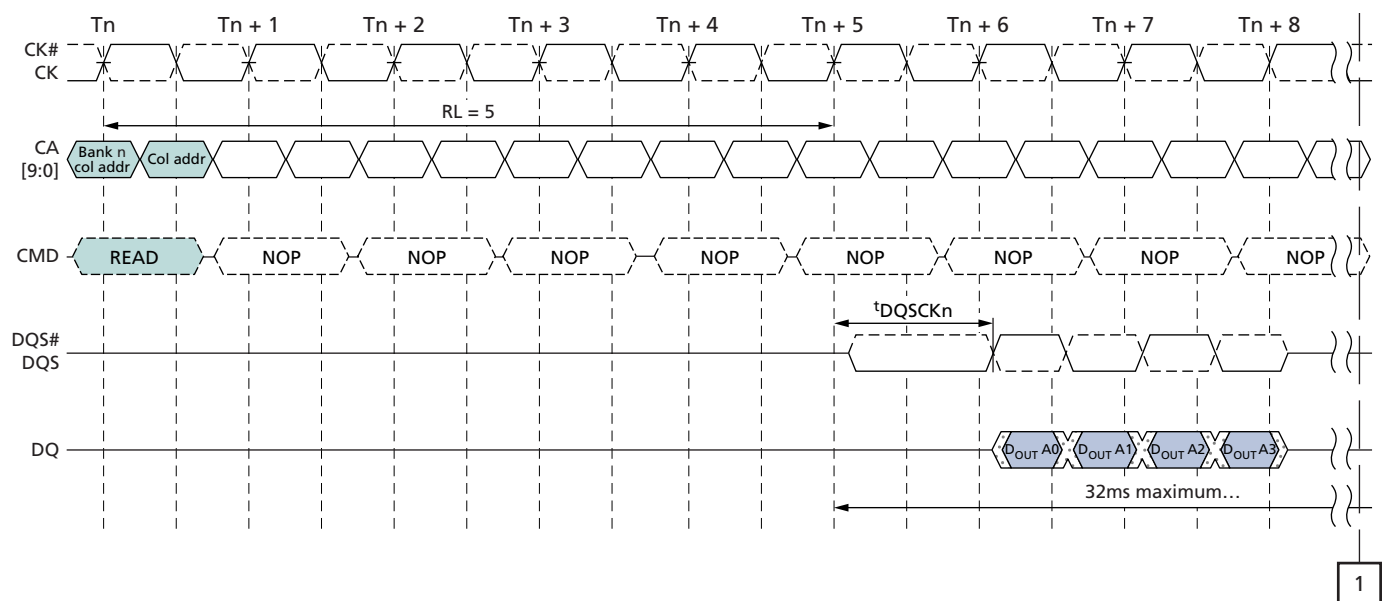 Tn Tn + 1 Tn + 2 Tn + 3 Tn + 4 Tn + 5 Tn + 6 Tn + 7 Tn + 8
CK#
CK
RL = 5
CA
[9:0]
Bank n
col addr
Col addr
CMD
READ NOP NOP NOP NOP NOP NOP NOP NOP
tDQSCKn
DQS#
DQS
DQ
DOUT A0 DOUT A1 DOUT A2 DOUT A3
32ms maximum…
1